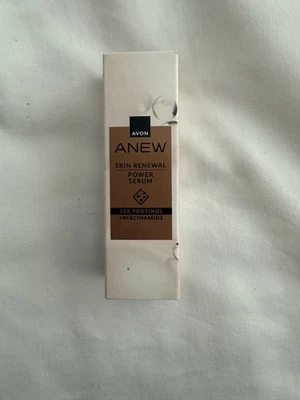 AVON
ANEW
SKIN RENEWAL
POWER
SERUM
10X PROTINOL
+NIACINAMIDE